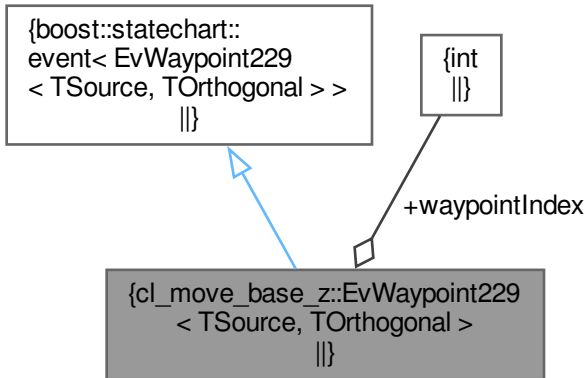 {boost::statechart::
event< EvWaypoint229
< TSource, TOrthogonal > >
||}
{int
||}
+waypointIndex
{cl_move_base_z::EvWaypoint229
< TSource, TOrthogonal >
||}